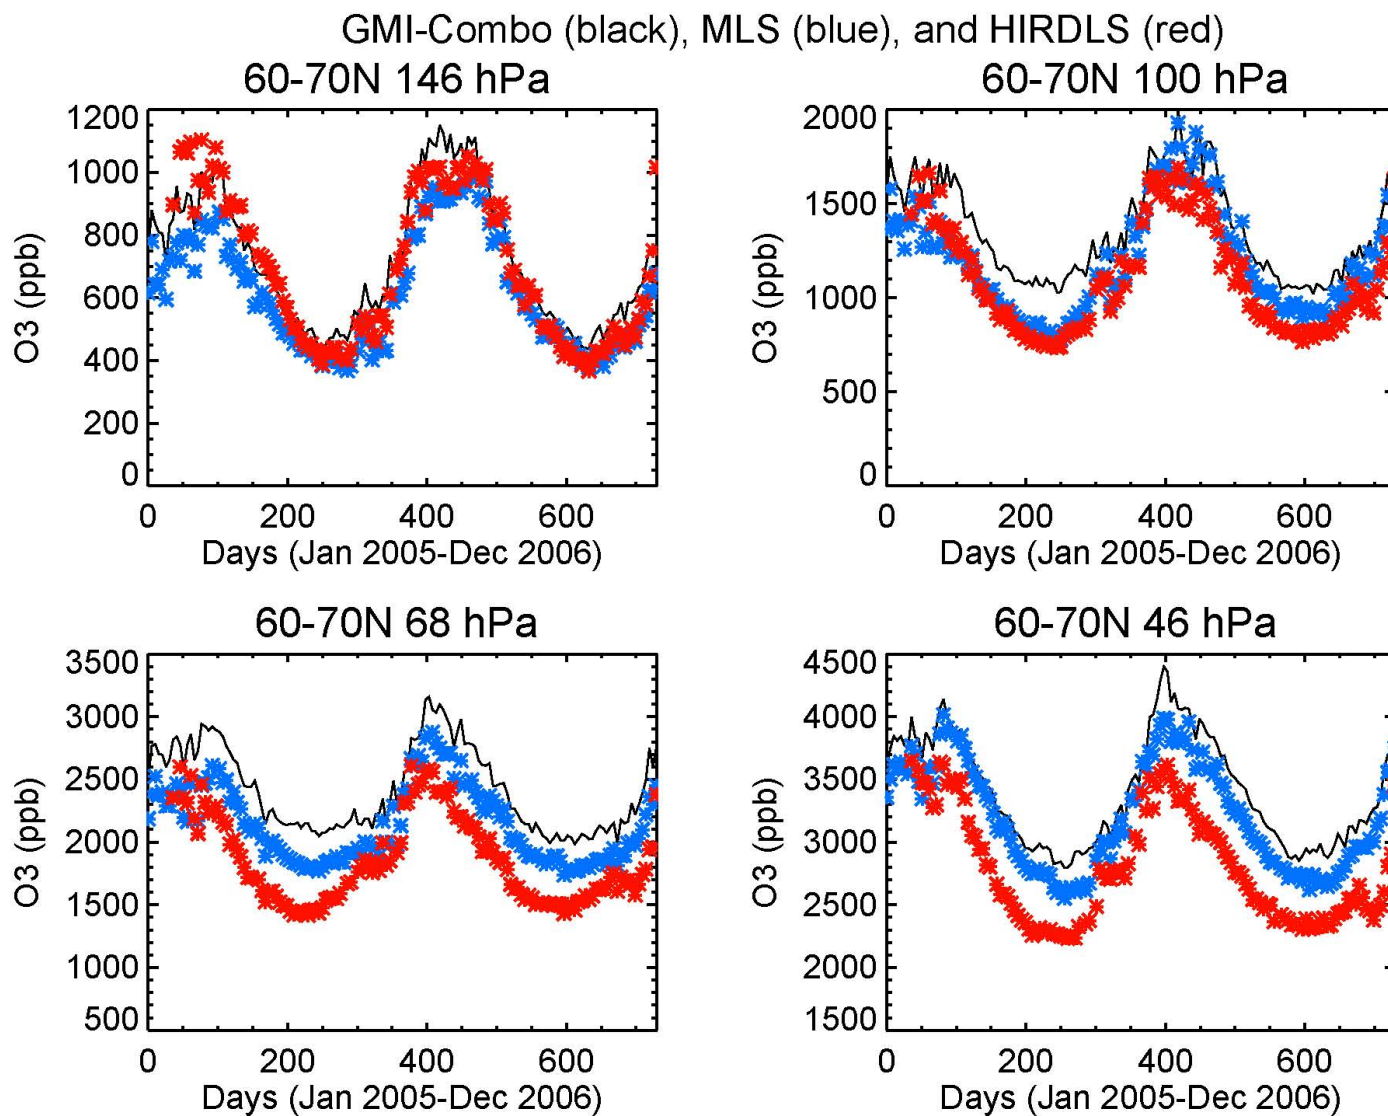 GMI-Combo (black), MLS (blue), and HIRDLS (red)
60-70N 146 hPa
1200
1000
800
600
400
200
0
O3 (ppb)
0 200 400 600
Days (Jan 2005-Dec 2006)
60-70N 100 hPa
2000
1500
1000
500
0
O3 (ppb)
0 200 400 600
Days (Jan 2005-Dec 2006)
60-70N 68 hPa
3500
3000
2500
2000
1500
1000
500
O3 (ppb)
0 200 400 600
Days (Jan 2005-Dec 2006)
60-70N 46 hPa
4500
4000
3500
3000
2500
2000
1500
O3 (ppb)
0 200 400 600
Days (Jan 2005-Dec 2006)